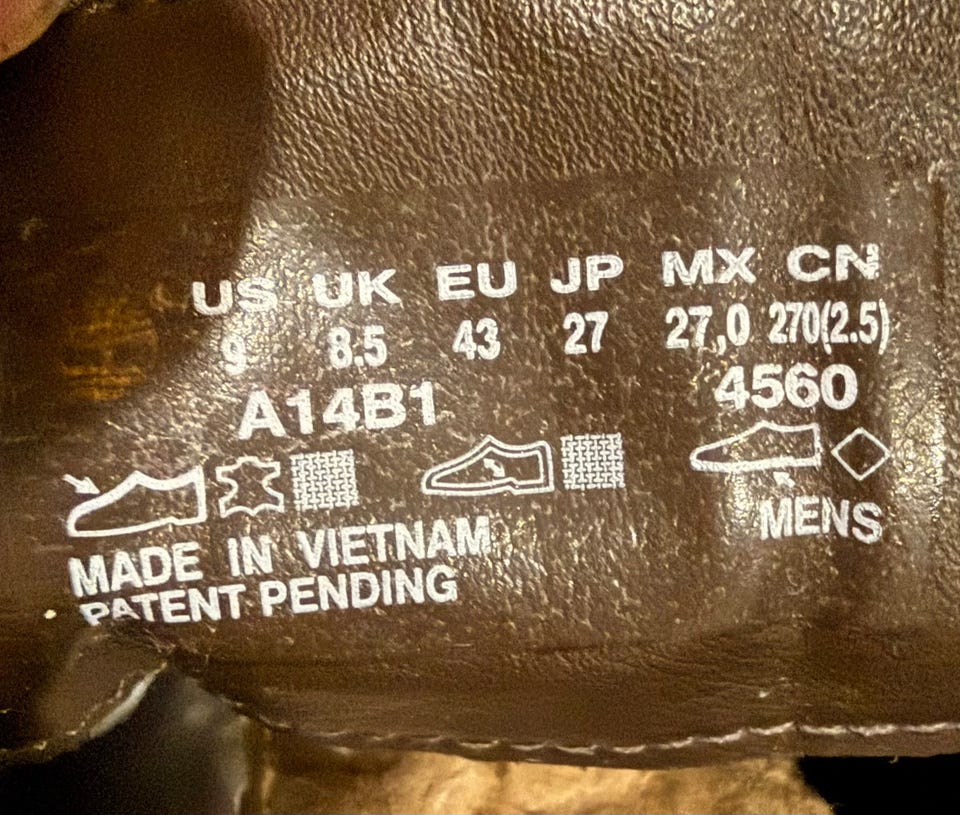 US UK EU JP MX CN
9 8.5 43 27 27,0 270(2.5)
A14B1 4560
MADE IN VIETNAM MENS
PATENT PENDING